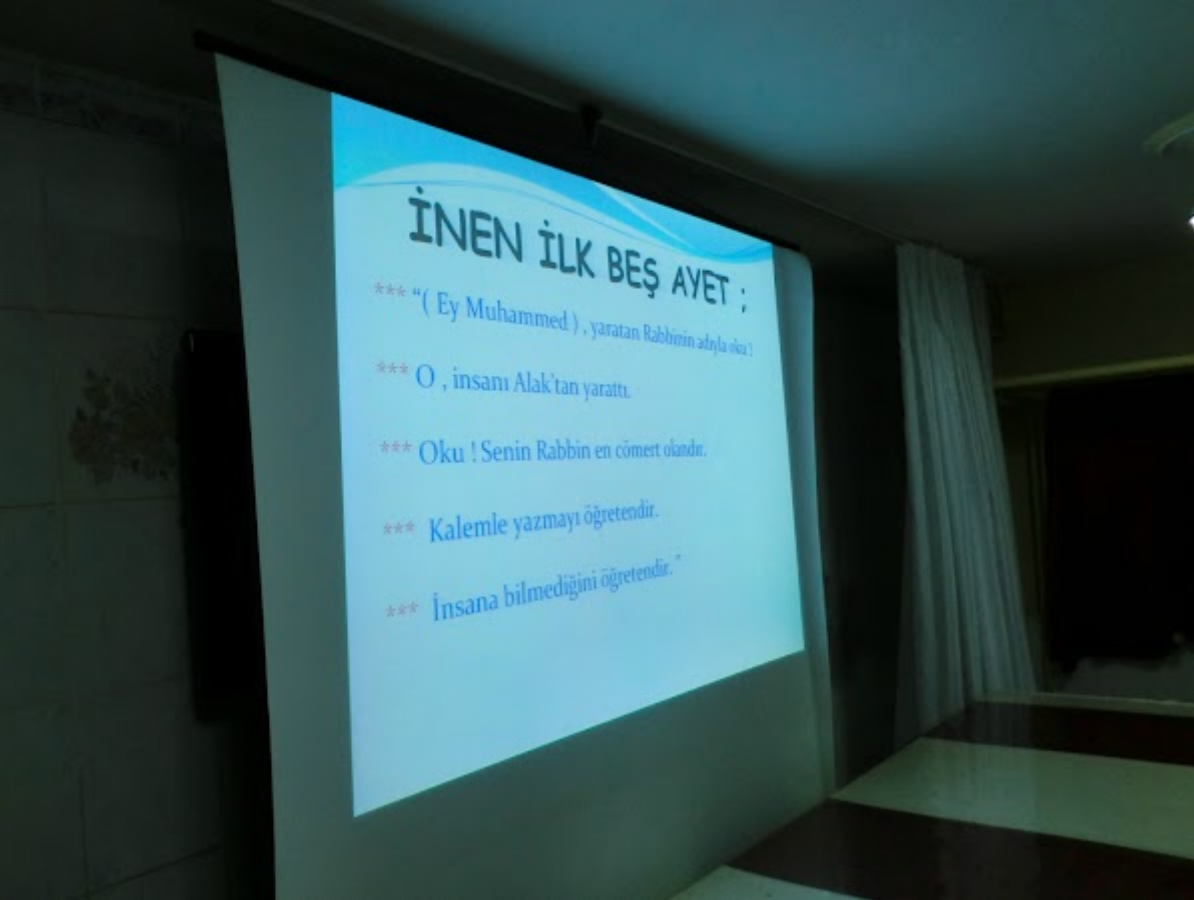 İNEN İLK BEŞ AYET ;
*** “( Ey Muhammed ) , yaratan Rabbinin adıyla oku !
*** O , insanı Alak'tan yarattı.
*** Oku ! Senin Rabbin en cömert olandır.
*** Kalemle yazmayı öğretendir.
*** İnsana bilmediğini öğretendir. ”